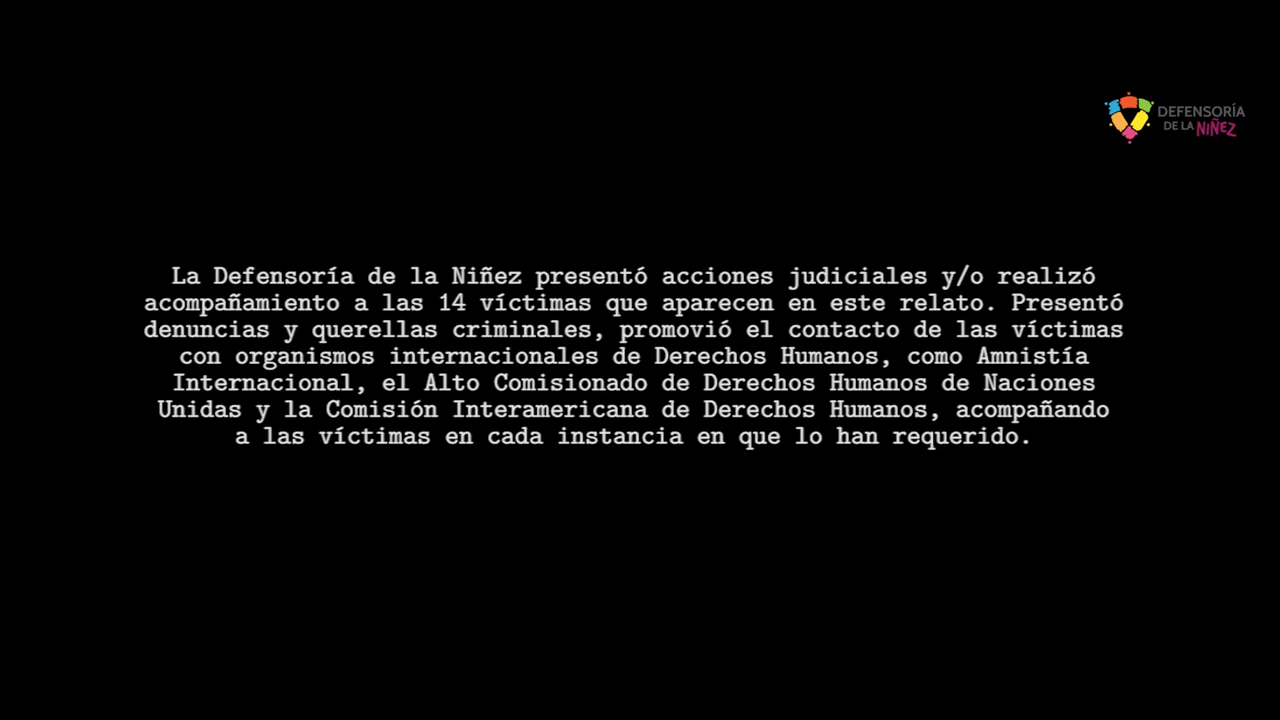 DEFENSORÍA
DE LA NIÑEZ
La Defensoría de la Niñez presentó acciones judiciales y/o realizó
acompañamiento a las 14 víctimas que aparecen en este relato. Presentó
denuncias y querellas criminales, promovió el contacto de las víctimas
con organismos internacionales de Derechos Humanos, como Amnistía
Internacional, el Alto Comisionado de Derechos Humanos de Naciones
Unidas y la Comisión Interamericana de Derechos Humanos, acompañando
a las víctimas en cada instancia en que lo han requerido.